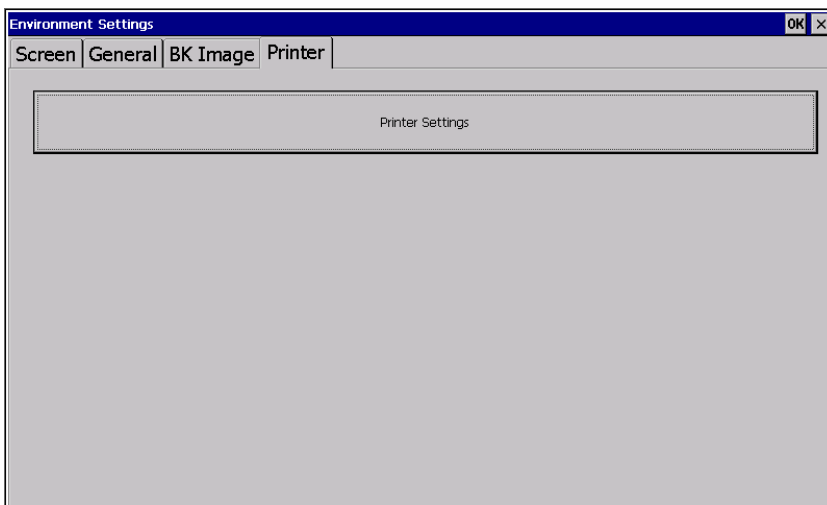 Environment Settings OK ×
Screen General BK Image Printer
Printer Settings